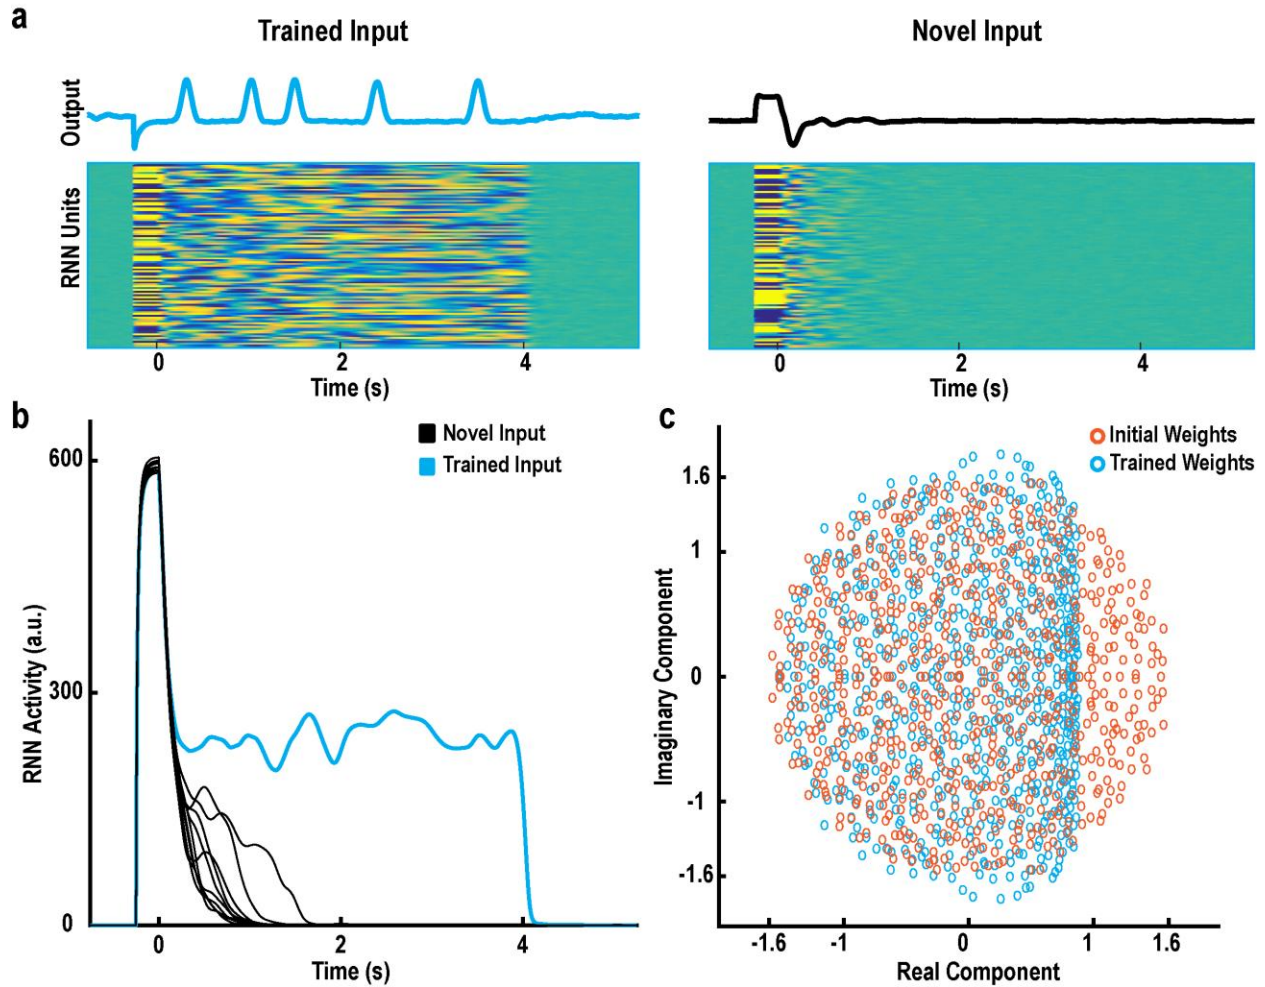 a
Trained Input
Novel Input
Output
RNN Units
0
2
4
Time (s)
0
2
4
Time (s)
b
Novel Input
Trained Input
600
300
0
RNN Activity (a.u.)
0
2
4
Time (s)
c
Initial Weights
Trained Weights
1.6
1
0
-1
-1.6
Imaginary Component
-1.6
-1
0
1
1.6
Real Component